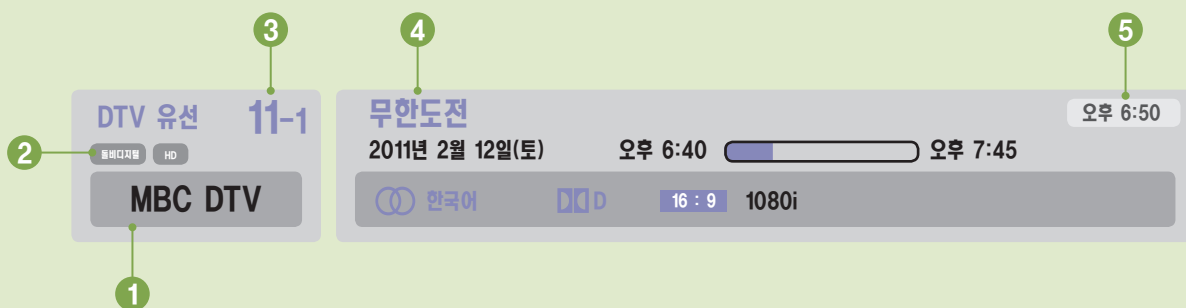 3 4 5
DTV 유선 11-1
무한도전 오후 6:50
2 돌비디지털 HD
2011년 2월 12일(토) 오후 6:40 오후 7:45
MBC DTV
한국어 D 16 : 9 1080i
1